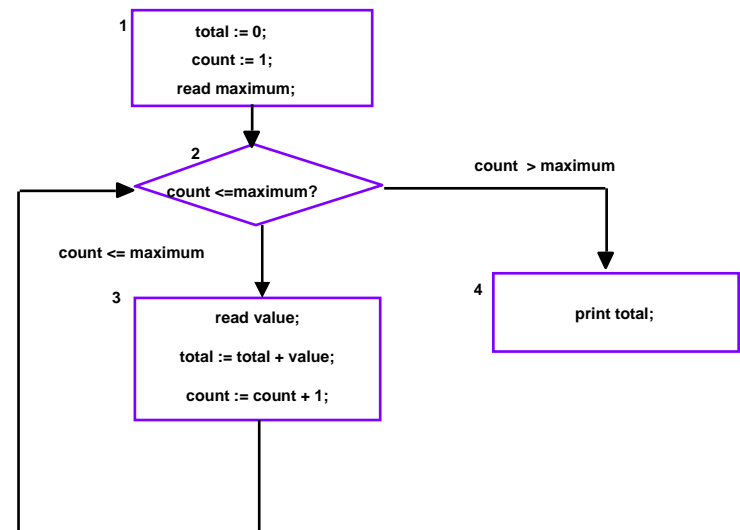 1
total := 0;
count := 1;
read maximum;
2
count <=maximum?
count > maximum
count <= maximum
3
read value;
total := total + value;
count := count + 1;
4
print total;